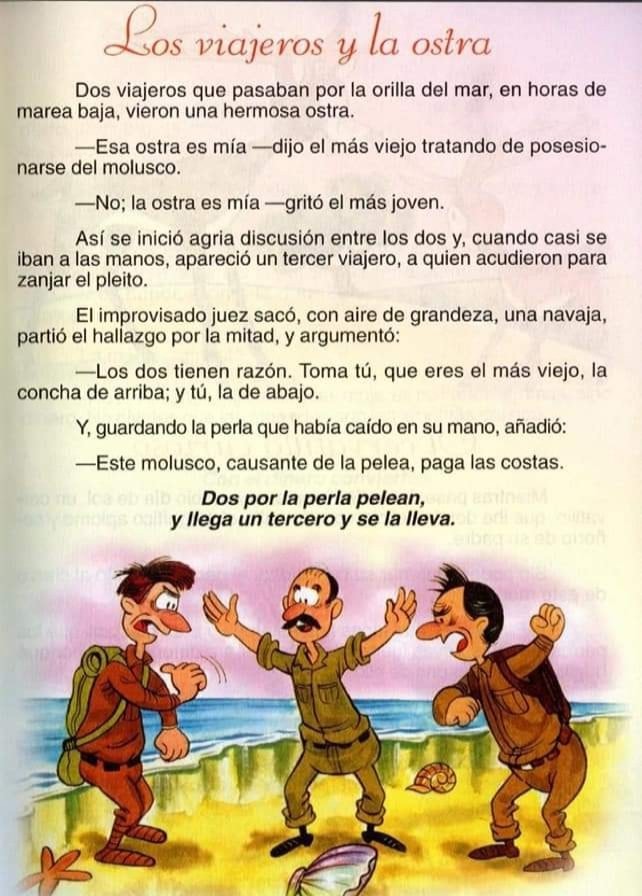 Los viajeros y la ostra
Dos viajeros que pasaban por la orilla del mar, en horas de
marea baja, vieron una hermosa ostra.
—Esa ostra es mía —dijo el más viejo tratando de posesio-
narse del molusco.
—No; la ostra es mía —gritó el más joven.
Así se inició agria discusión entre los dos y, cuando casi se
iban a las manos, apareció un tercer viajero, a quien acudieron para
zanjar el pleito.
El improvisado juez sacó, con aire de grandeza, una navaja,
partió el hallazgo por la mitad, y argumentó:
—Los dos tienen razón. Toma tú, que eres el más viejo, la
concha de arriba; y tú, la de abajo.
Y, guardando la perla que había caído en su mano, añadió:
—Este molusco, causante de la pelea, paga las costas.
Dos por la perla pelean,
y llega un tercero y se la lleva.